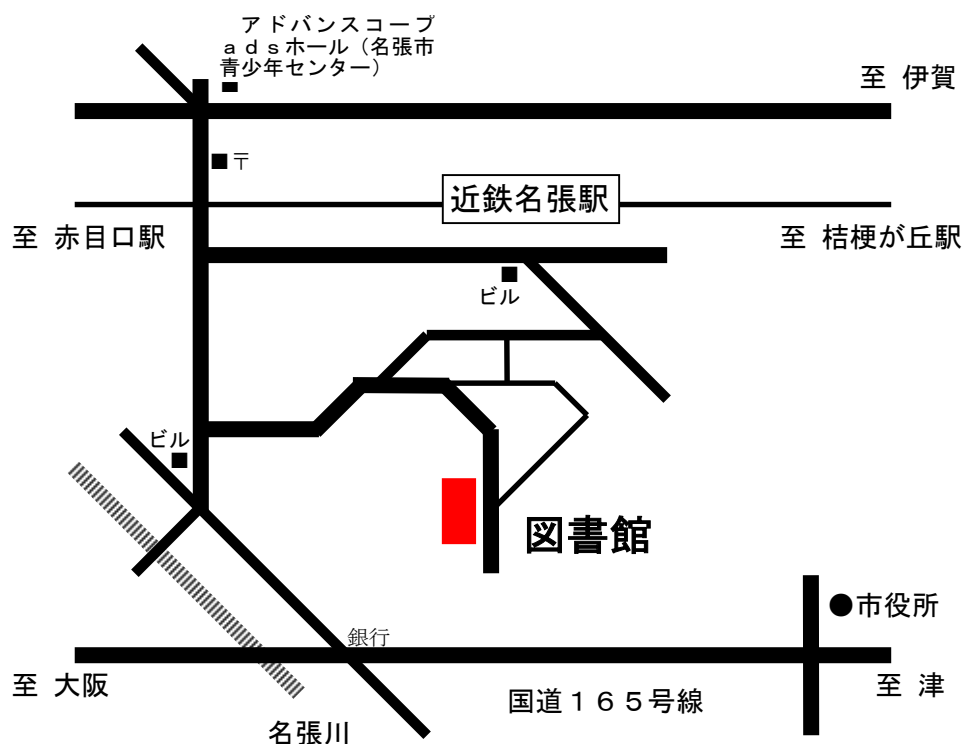 アドバンスコープ
ａｄｓホール（名張市
青少年センター）
至 伊賀
〒
近鉄名張駅
至 赤目口駅
至 桔梗が丘駅
ビル
ビル
図書館
●市役所
銀行
至 大阪
国道１６５号線
至 津
名張川